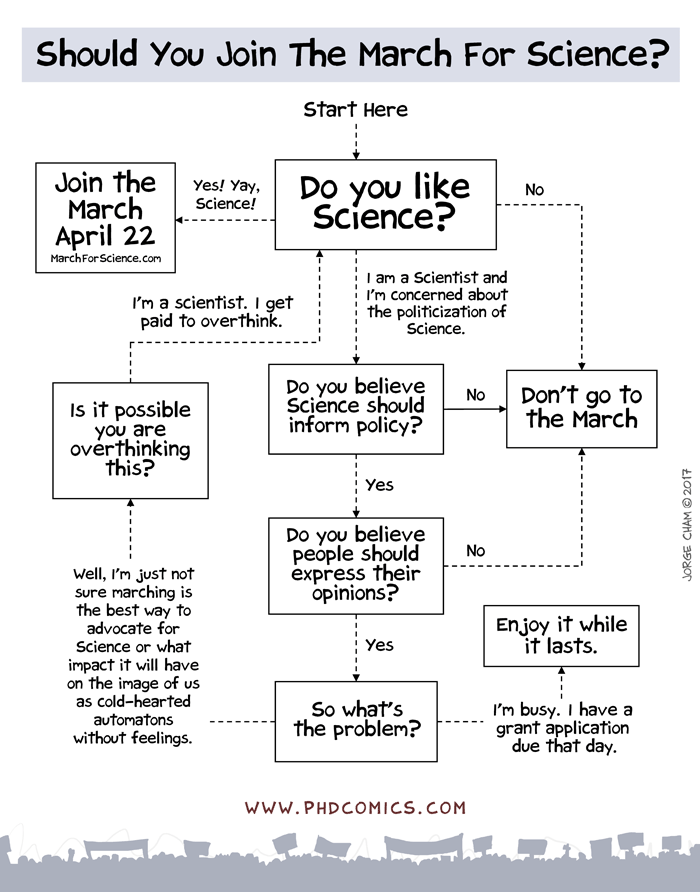 Should You Join The March For Science?
Start Here
Join the
March
April 22
MarchForScience.com
Yes! Yay,
Science!
Do you like
Science?
No
I'm a scientist. I get
paid to overthink.
I am a Scientist and
I'm concerned about
the politicization of
Science.
Is it possible
you are
overthinking
this?
Do you believe
Science should
inform policy?
No
Don't go to
the March
Yes
Do you believe
people should
express their
opinions?
No
Well, I'm just not
sure marching is
the best way to
advocate for
Science or what
impact it will have
on the image of us
as cold-hearted
automatons
without feelings.
Yes
Enjoy it while
it lasts.
So what's
the problem?
I'm busy. I have a
grant application
due that day.
JORGE CHAM © 2017
WWW.PHDCOMICS.COM